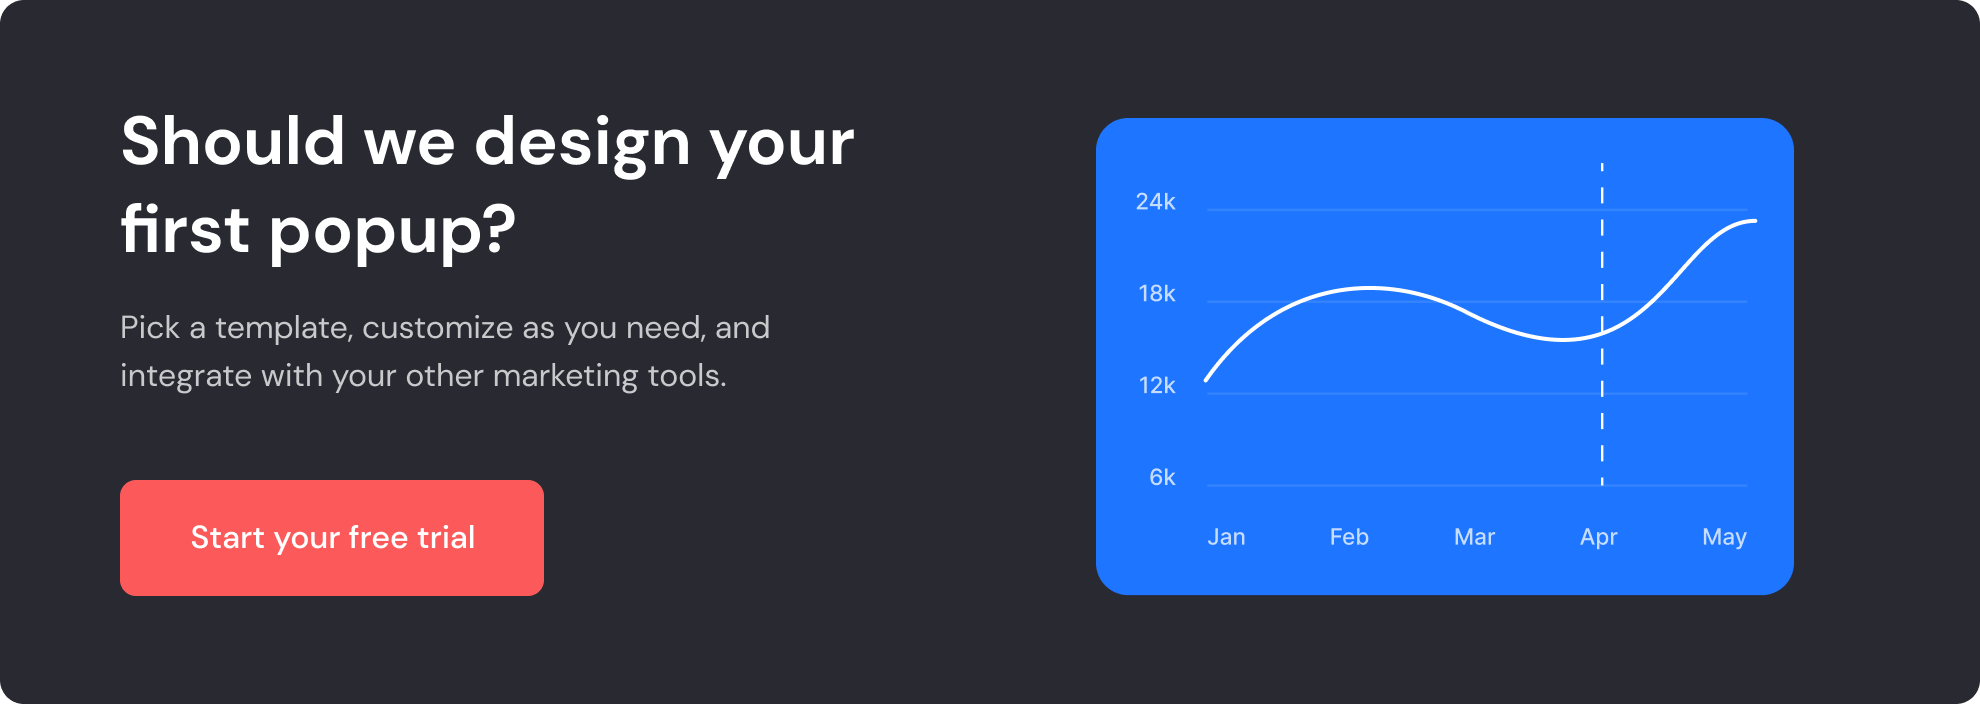 Should we design your
first popup?
Pick a template, customize as you need, and
integrate with your other marketing tools.
Start your free trial
24k
18k
12k
6k
Jan Feb Mar Apr May